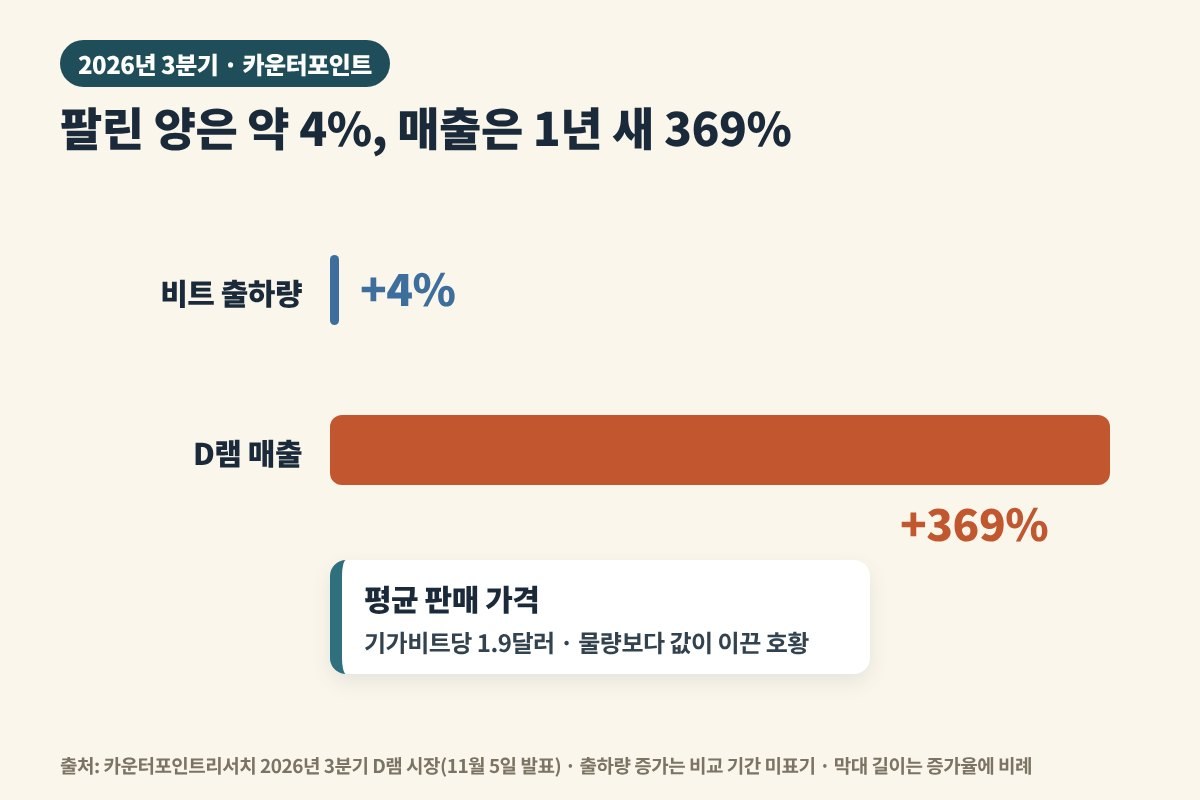 2026년 3분기 · 카운터포인트
팔린 양은 약 4%, 매출은 1년 새 369%
비트 출하량
+4%
D램 매출
+369%
평균 판매 가격
기가비트당 1.9달러 · 물량보다 값이 이끈 호황
출처: 카운터포인트리서치 2026년 3분기 D램 시장(11월 5일 발표) · 출하량 증가는 비교 기간 미표기 · 막대 길이는 증가율에 비례